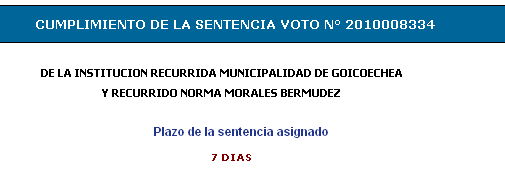 CUMPLIMIENTO DE LA SENTENCIA VOTO Nº 2010008334
DE LA INSTITUCION RECURRIDA MUNICIPALIDAD DE GOICOECHEA
Y RECURRIDO NORMA MORALES BERMUDEZ
Plazo de la sentencia asignado
7 DIAS